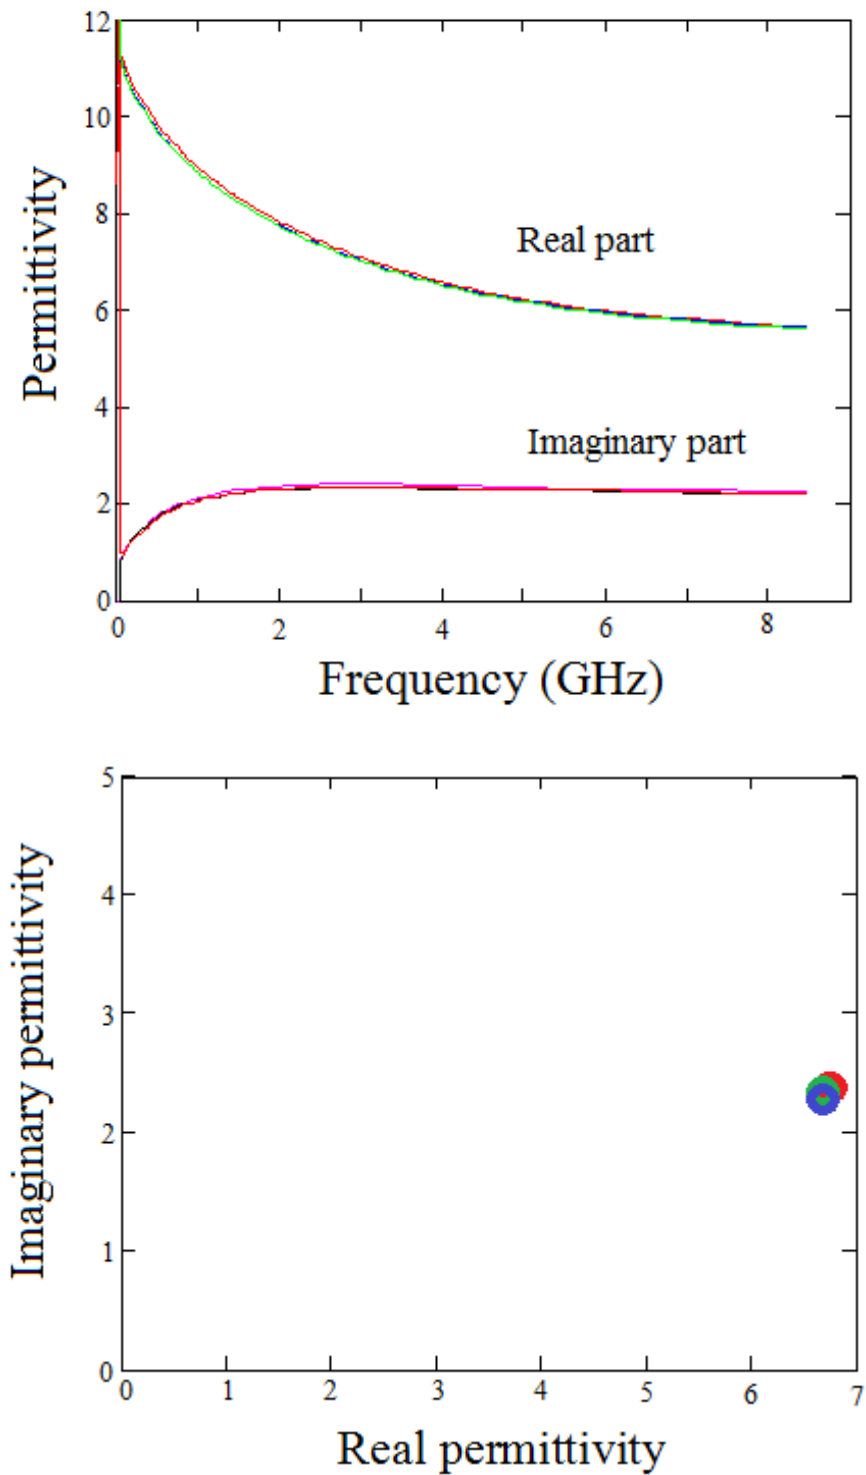 12
10
8
6
4
2
0
Permittivity
Real part
Imaginary part
0 2 4 6 8
Frequency (GHz)
5
4
3
2
1
0
Imaginary permittivity
0 1 2 3 4 5 6 7
Real permittivity